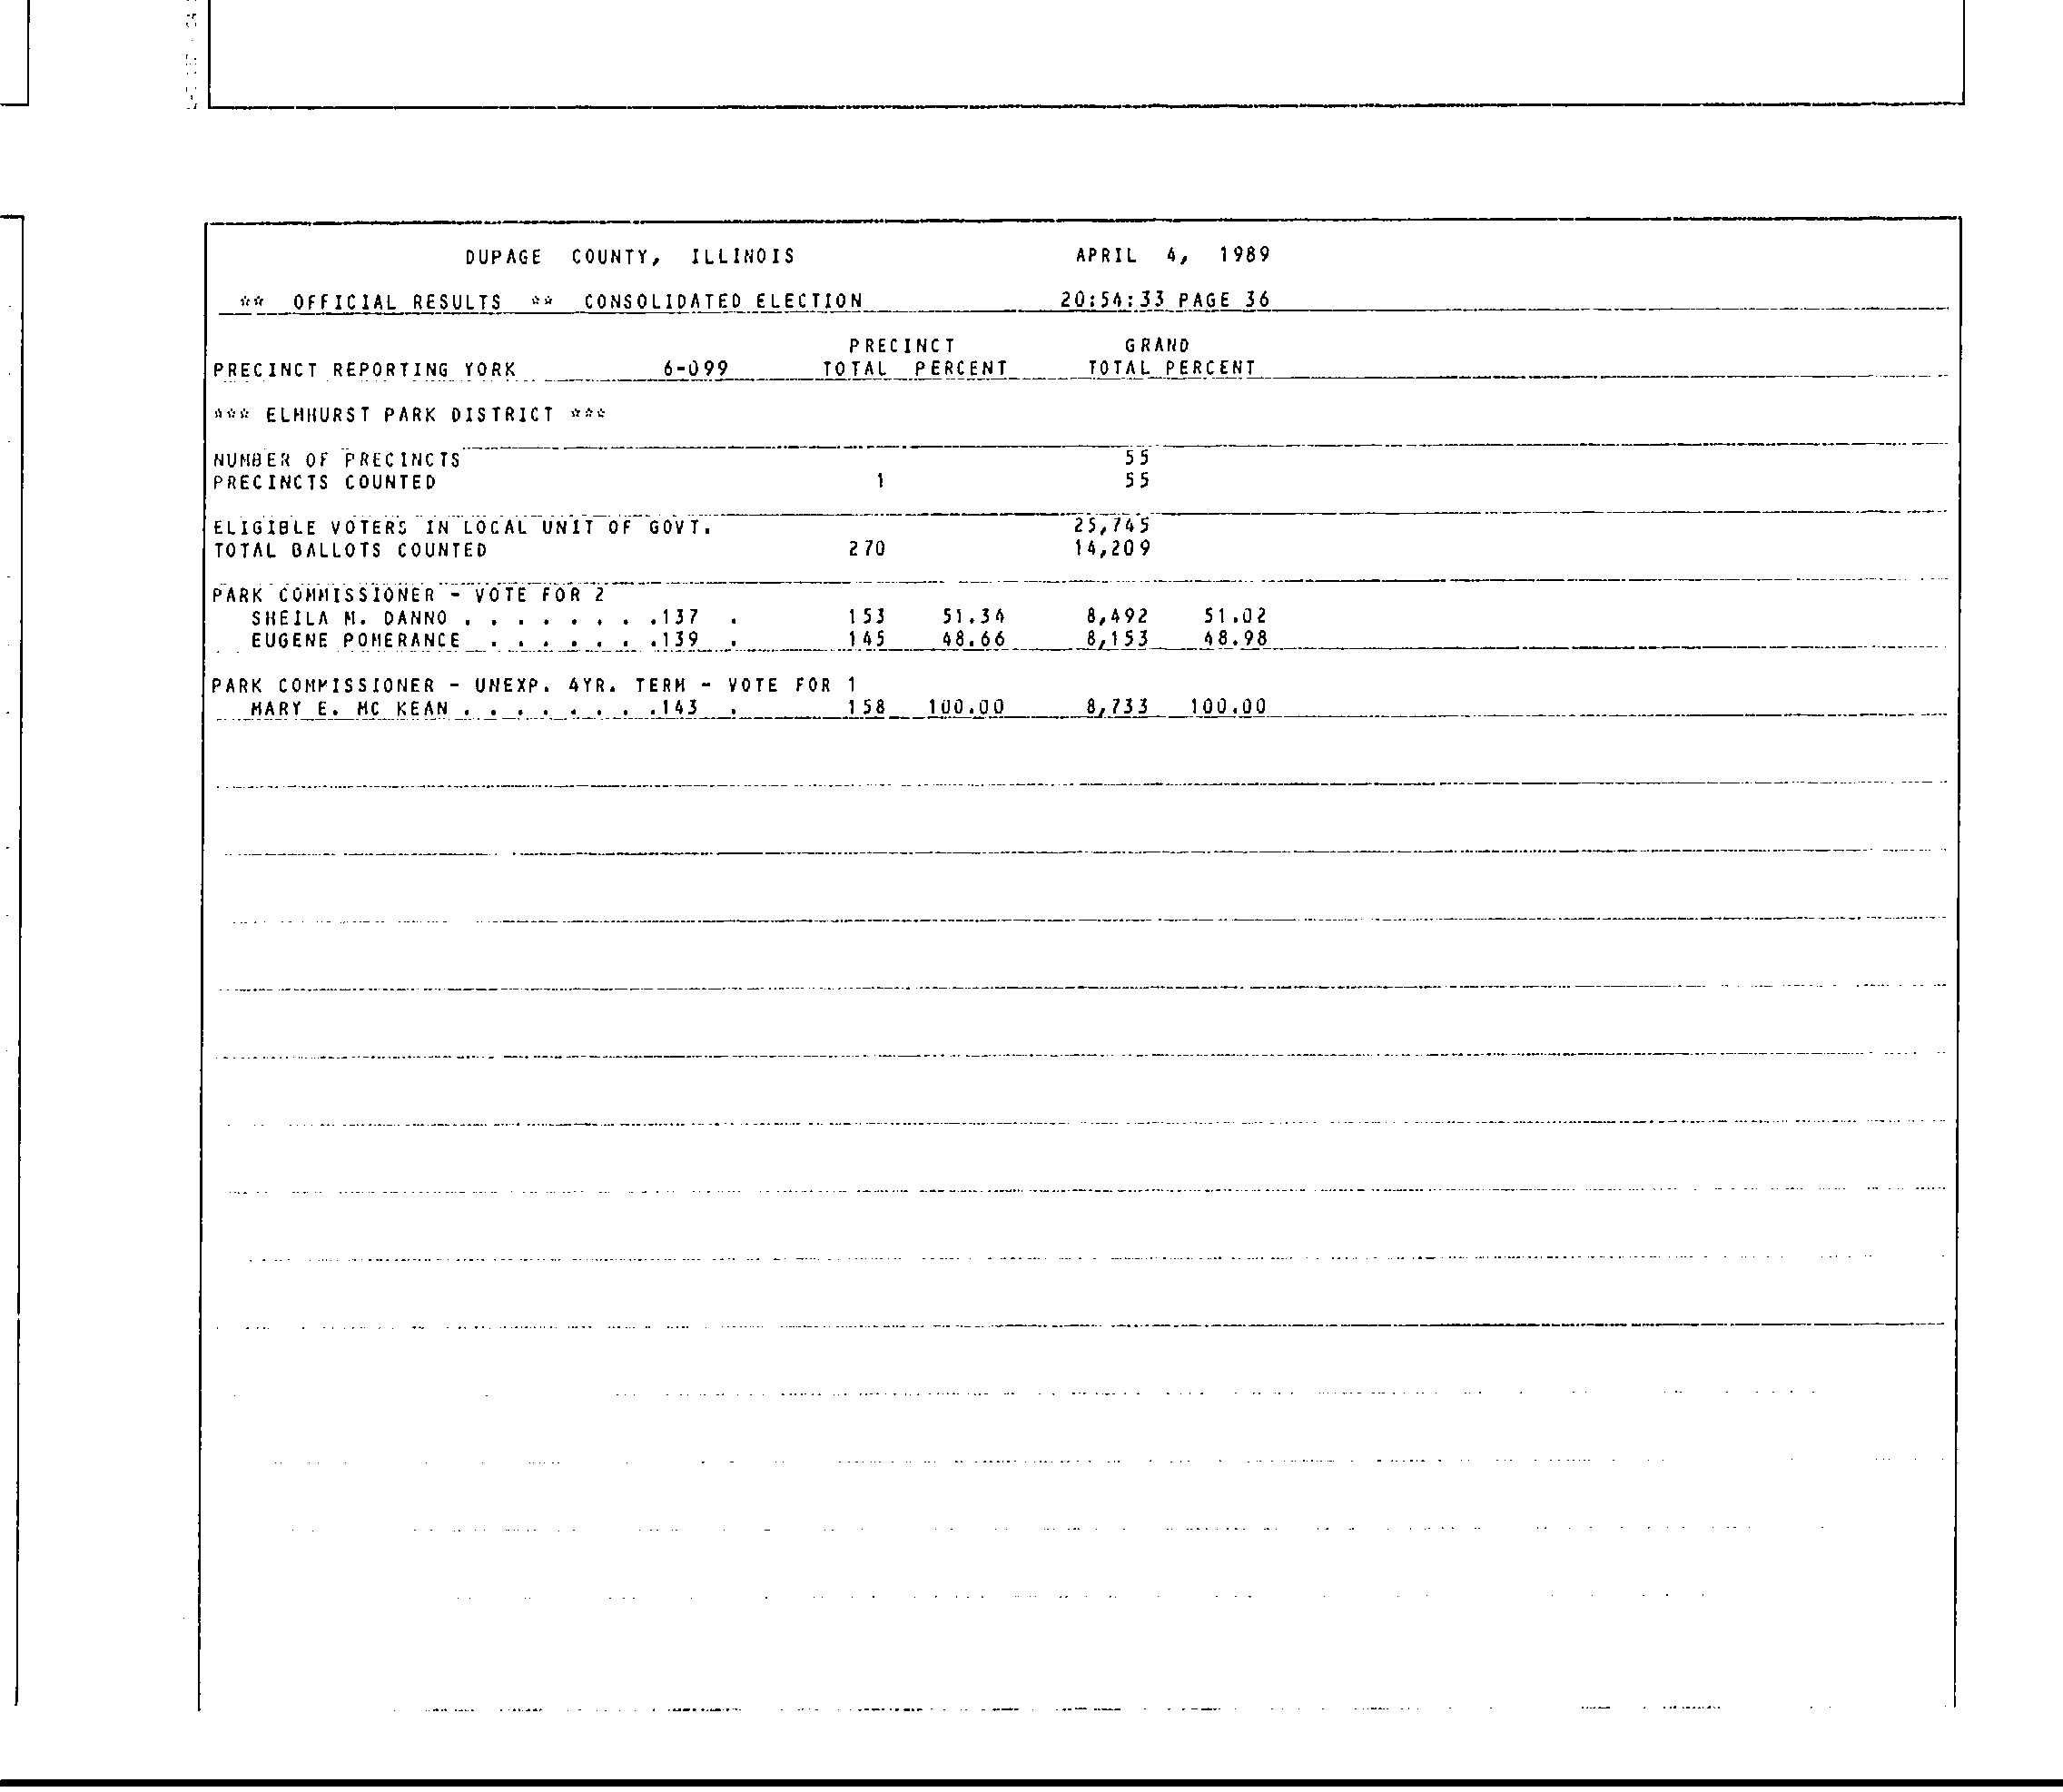 DUPAGE COUNTY, ILLINOIS APRIL 4, 1989
** OFFICIAL RESULTS ** CONSOLIDATED ELECTION 20:54:33 PAGE 36
PRECINCT GRAND
PRECINCT REPORTING YORK 6-099 TOTAL PERCENT TOTAL PERCENT
*** ELMHURST PARK DISTRICT ***
NUMBER OF PRECINCTS 55
PRECINCTS COUNTED 1 55
ELIGIBLE VOTERS IN LOCAL UNIT OF GOVT. 25,745
TOTAL BALLOTS COUNTED 270 14,209
PARK COMMISSIONER - VOTE FOR 2
SHEILA M. DANNO . . . . . . . .137 . 153 51.34 8,492 51.02
EUGENE POMERANCE . . . . . . .139 . 145 48.66 8,153 48.98
PARK COMMISSIONER - UNEXP. 4YR. TERM - VOTE FOR 1
MARY E. MC KEAN . . . . . . . .143 . 158 100.00 8,733 100.00